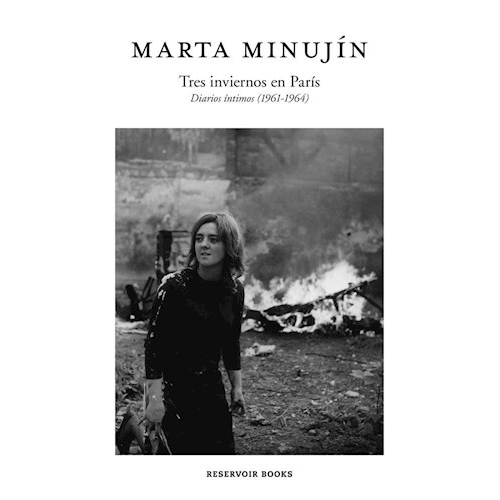 MARTA MINUJÍN
Tres inviernos en París
Diarios íntimos (1961-1964)
RESERVOIR BOOKS